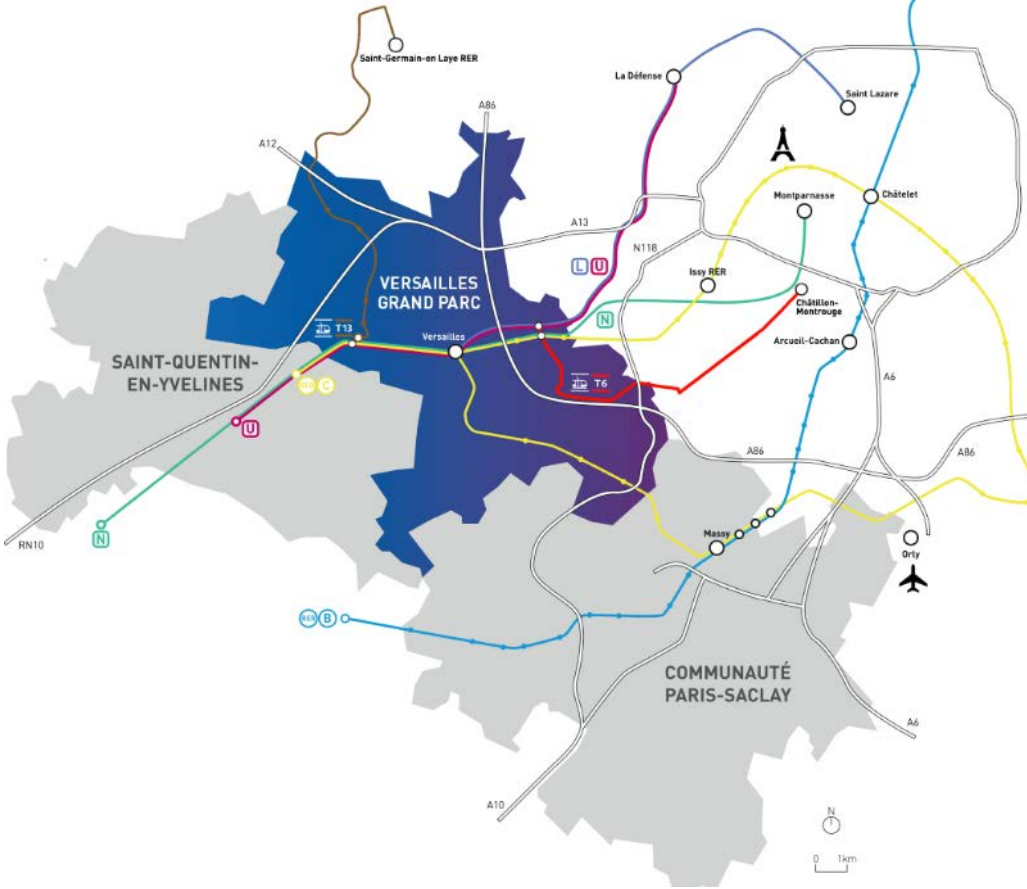 Saint-Germain-en Laye RER
La Défense
Saint Lazare
A86
A12
Châtelet
Montparnasse
A13
N118
L U
Issy RER
VERSAILLES
GRAND PARC
Châtillen-
Montrouge
N
T13
Versailles
Arcueil-Cachan
SAINT-QUENTIN-
EN-YVELINES
A6
RER C
T6
U
A86
A86
N
RN10
Massy
Orly
RER B
COMMUNAUTÉ
PARIS-SACLAY
A6
A10
N
0 1km